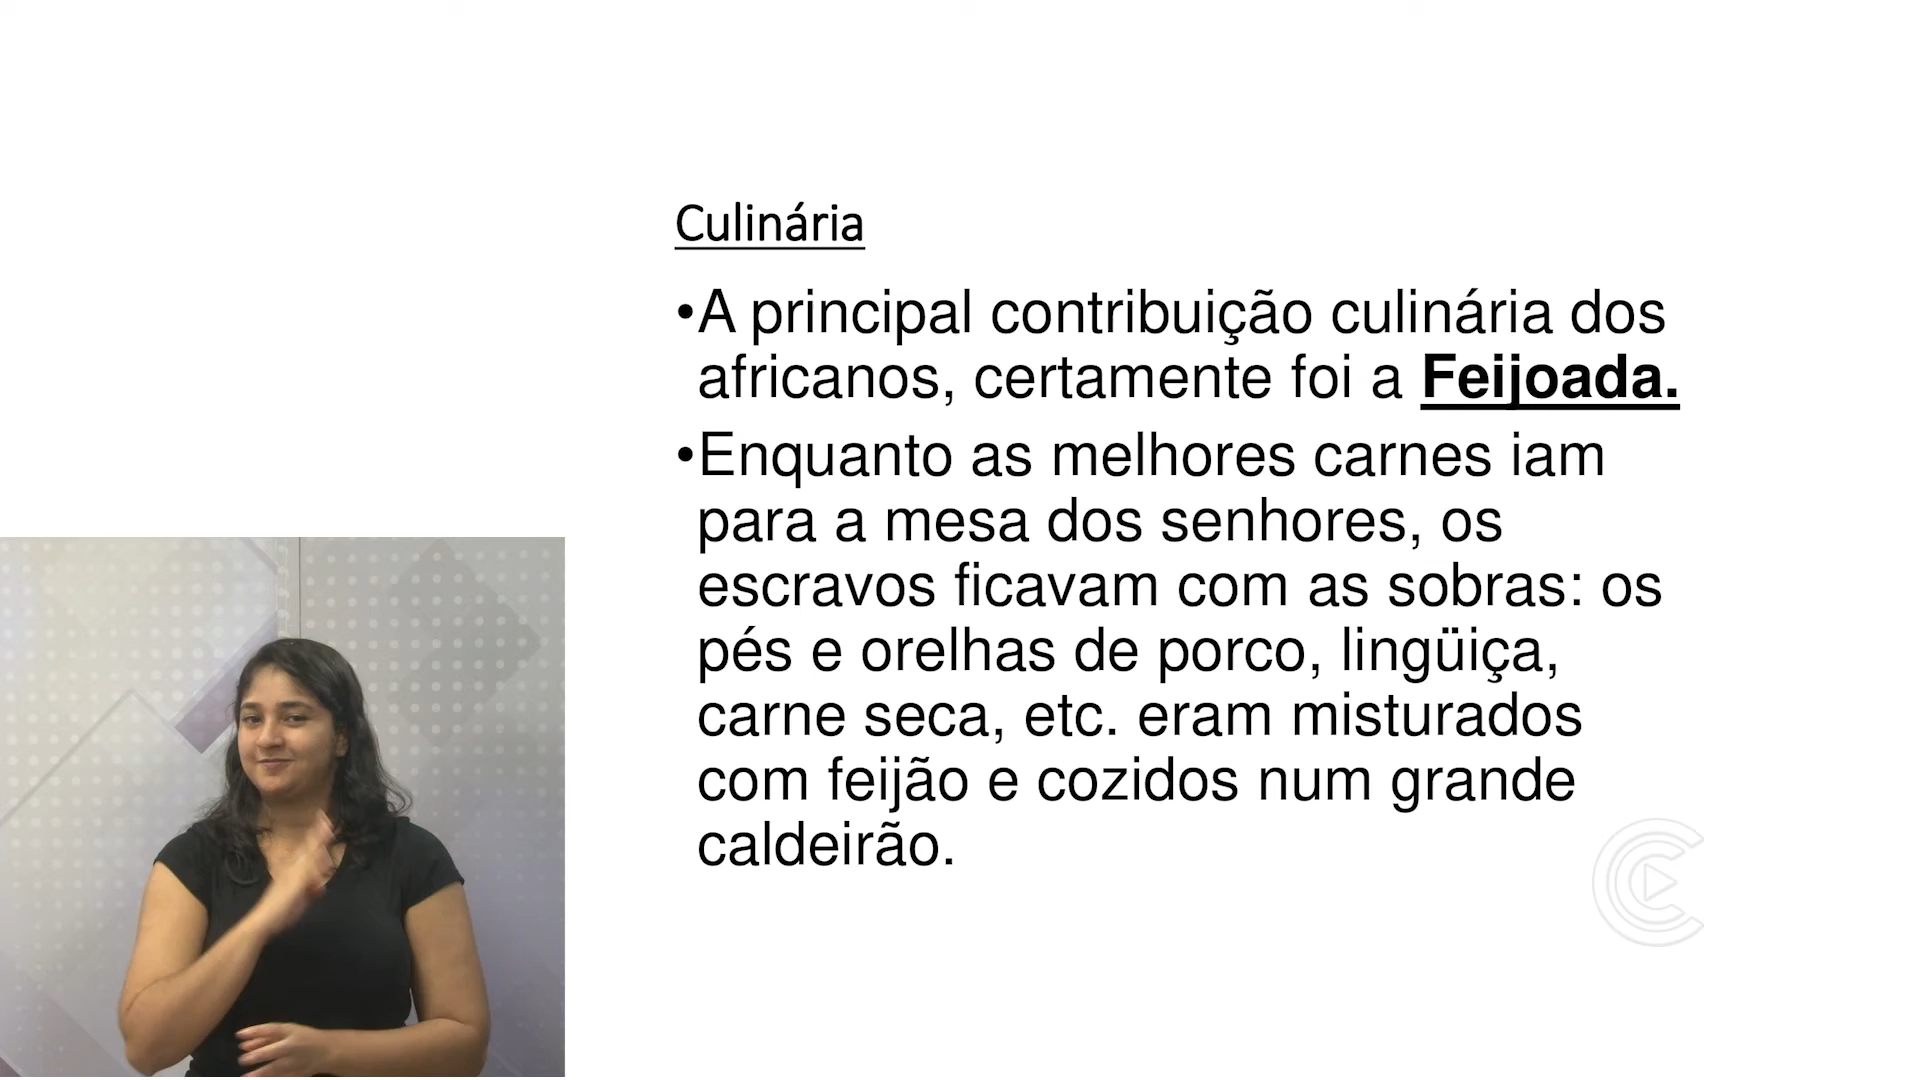 Culinária
•A principal contribuição culinária dos
africanos, certamente foi a Feijoada.
•Enquanto as melhores carnes iam
para a mesa dos senhores, os
escravos ficavam com as sobras: os
pés e orelhas de porco, lingüiça,
carne seca, etc. eram misturados
com feijão e cozidos num grande
caldeirão.